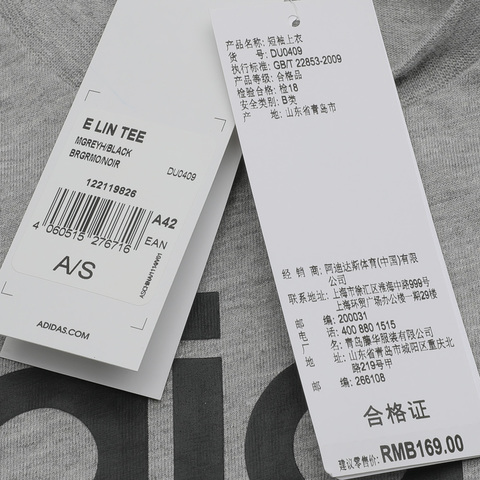 E LIN TEE
MGREYH/BLACK
BRGRMO/NOIR
DU0409
122119826
A42
4 060515 276716
EAN
A/S
ADIDAS.COM
产品名称: 短袖上衣
货 号: DU0409
执行标准: GB/T 22853-2009
产品等级: 合格品
检验合格: 检18
安全类别: B类
产 地: 山东省青岛市
经 销 商: 阿迪达斯体育(中国)有限
公司
联系地址: 上海市徐汇区淮海中路999号
上海环贸广场办公楼一期29楼
邮 编: 200031
电 话: 400 880 1515
厂 名: 青岛藤华服装有限公司
地 址: 山东省青岛市城阳区重庆北
路219号甲
邮 编: 266108
合格证
建议零售价: RMB169.00